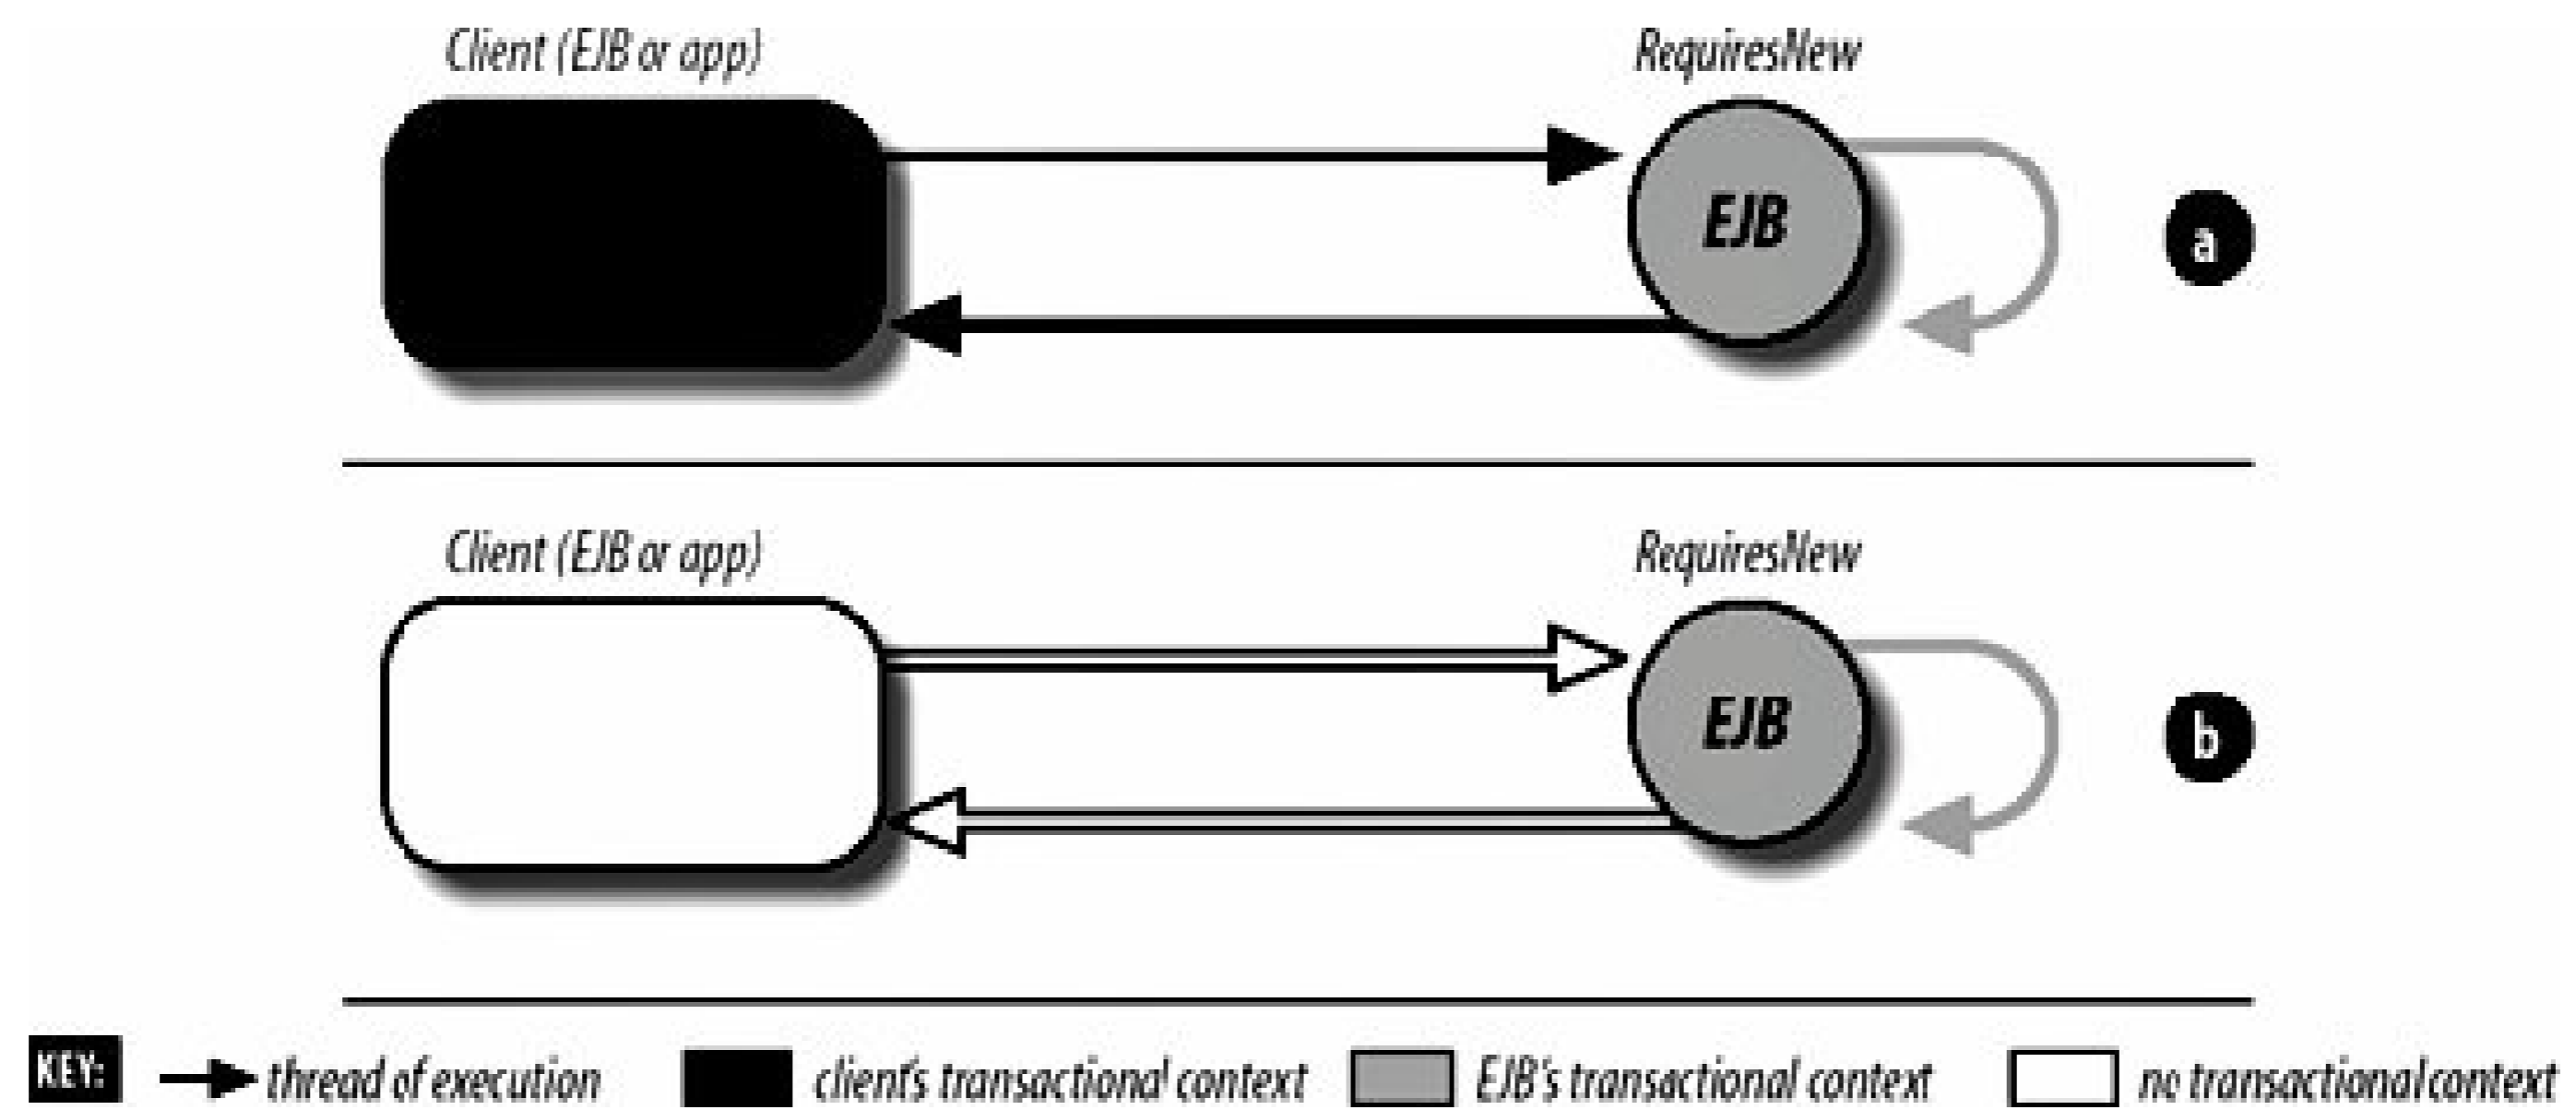 Client (EJB or app) RequiresNew
EJB
a
Client (EJB or app) RequiresNew
EJB
b
KEY: thread of execution client's transactional context EJB's transactional context no transactional context